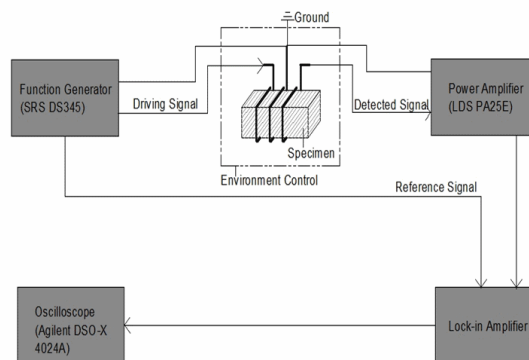 Ground
Function Generator
(SRS DS345)
Driving Signal
Detected Signal
Power Amplifier
(LDS PA25E)
Specimen
Environment Control
Reference Signal
Oscilloscope
(Agilent DSO-X
4024A)
Lock-in Amplifier